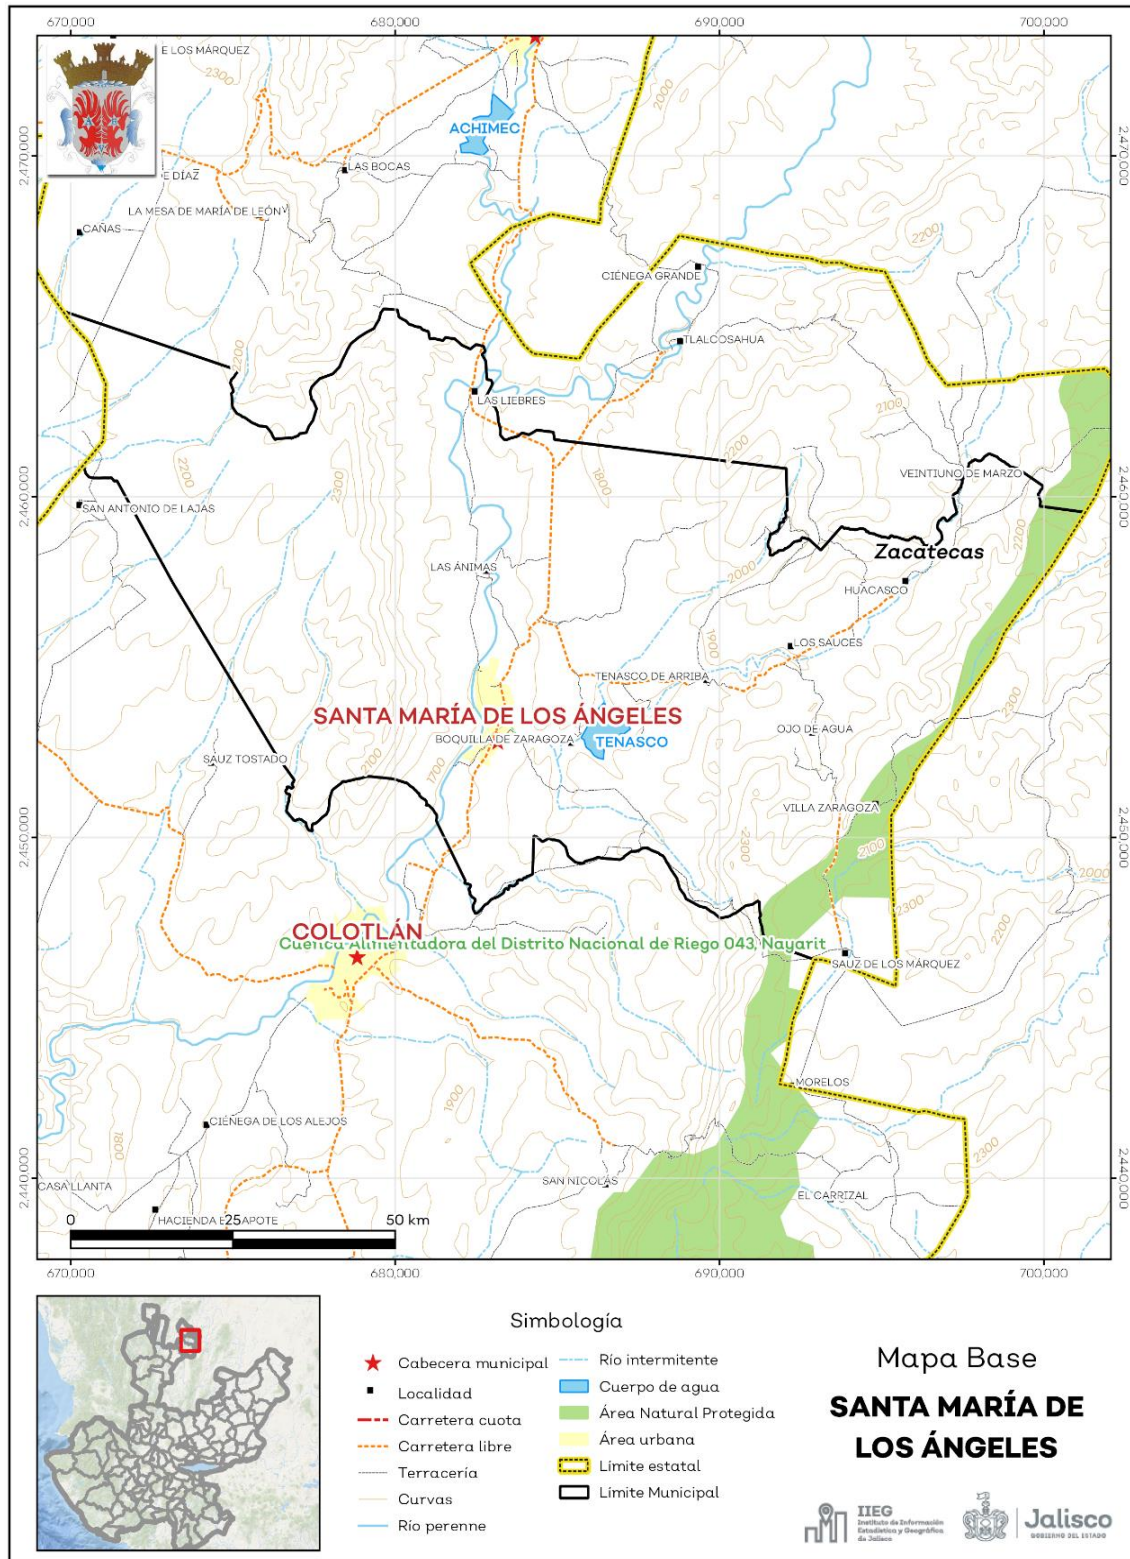 670,000 680,000 690,000 700,000
E LOS MÁRQUEZ
2300
2000
ACHIMEC
2,470,000 2,470,000
LAS BOCAS
E DÍAZ
LA MESA DE MARÍA DE LEÓN
CAÑAS
2200
CIÉNEGA GRANDE
TLALCOSAHUA
2200
LAS LIEBRES
2100
2200
2200
2300
1800
VEINTIUNO DE MARZO
2,460,000 2,460,000
SAN ANTONIO DE LAJAS
2200
Zacatecas
LAS ÁNIMAS
2000
HUACASCO
1900
LOS SAUCES
TENASCO DE ARRIBA
2300
SANTA MARÍA DE LOS ÁNGELES
OJO DE AGUA
BOQUILLA DE ZARAGOZA
TENASCO
SAUZ TOSTADO
2100
1700
VILLA ZARAGOZA
2,450,000 2,450,000
2300
2100
2000
2300
COLOTLÁN
2200
Cuenca Alimentadora del Distrito Nacional de Riego 043, Nayarit
SAUZ DE LOS MÁRQUEZ
MORELOS
1900
CIÉNEGA DE LOS ALEJOS
1800
2300
2,440,000 2,440,000
CASA LLANTA
SAN NICOLÁS
EL CARRIZAL
0 25 50 km
HACIENDA E APOTE
670,000 680,000 690,000 700,000
Simbología
Cabecera municipal
Localidad
Carretera cuota
Carretera libre
Terracería
Curvas
Río perenne
Río intermitente
Cuerpo de agua
Área Natural Protegida
Área urbana
Límite estatal
Límite Municipal
Mapa Base
SANTA MARÍA DE
LOS ÁNGELES
IIEG
Instituto de Información
Estadística y Geográfica
de Jalisco
Jalisco
GOBIERNO DEL ESTADO